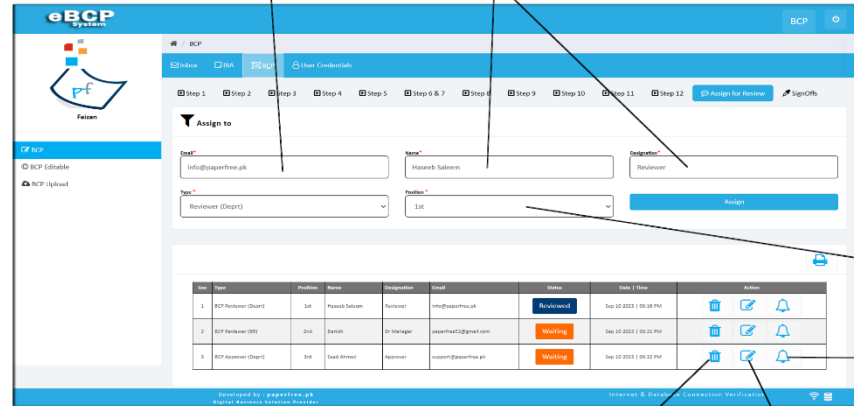 eBCP
System
BCP
BCP
Inbox BIA BCP User Credentials
Step 1 Step 2 Step 3 Step 4 Step 5 Step 6 & 7 Step 8 Step 9 Step 10 Step 11 Step 12 Assign for Review SignOffs
pf
Faizan
Assign to
BCP
BCP Editable
BCP Upload
Email* Name* Designation*
info@paperfree.pk Haseeb Saleem Reviewer
Type* Position*
Reviewer (Deprt) 1st Assign
Sno Type Position Name Designation Email Status Date | Time Action
1 BCP Reviewer (Deprt) 1st Haseeb Saleem Reviewer info@paperfree.pk Reviewed Sep 10 2023 | 05:18 PM
2 BCP Reviewer (BR) 2nd Danish Sr Manager paperfree52@gmail.com Waiting Sep 10 2023 | 05:21 PM
3 BCP Approver (Deprt) 3rd Saad Ahmed Approver support@paperfree.pk Waiting Sep 10 2023 | 05:22 PM
Developed by : paperfree.pk Internet & Database Connection Verification
Digital Business Solution Provider